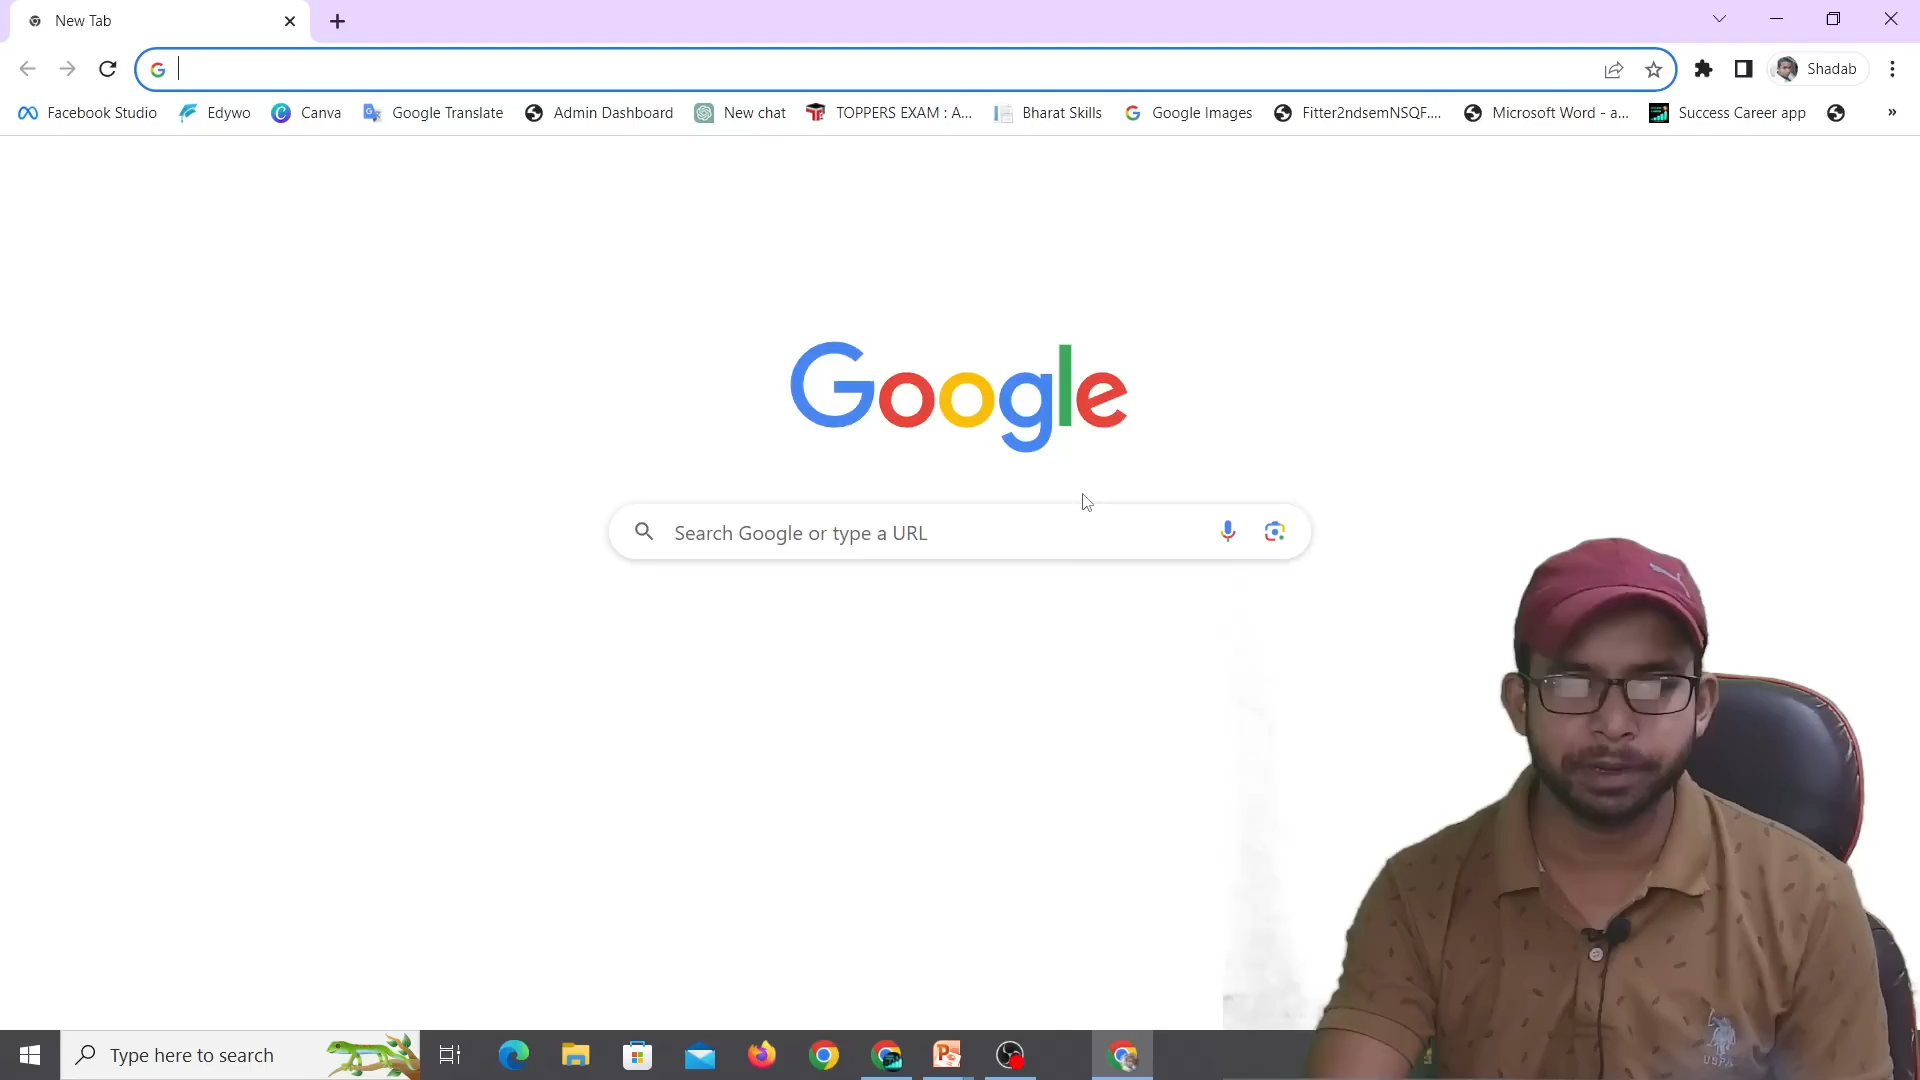 New Tab
Shadab
Facebook Studio
Edywo
Canva
Google Translate
Admin Dashboard
New chat
TOPPERS EXAM : A...
Bharat Skills
Google Images
Fitter2ndsemNSQF....
Microsoft Word - a...
Success Career app
»
Google
Search Google or type a URL
USPA
Type here to search